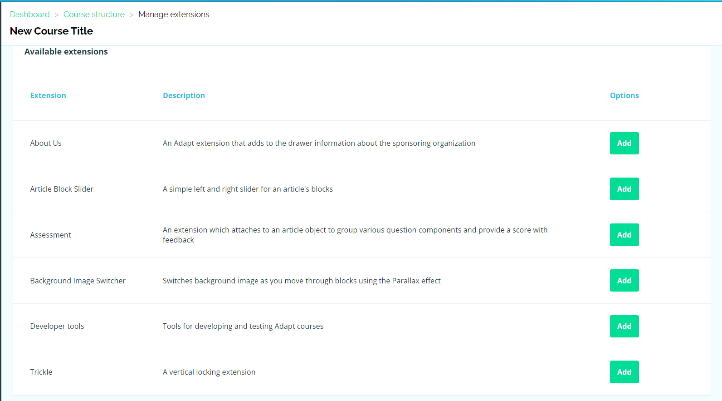 Dashboard > Course structure > Manage extensions
New Course Title
Available extensions
Extension Description Options
About Us An Adapt extension that adds to the drawer information about the sponsoring organization Add
Article Block Slider A simple left and right slider for an article's blocks Add
Assessment An extension which attaches to an article object to group various question components and provide a score with
feedback Add
Background Image Switcher Switches background image as you move through blocks using the Parallax effect Add
Developer tools Tools for developing and testing Adapt courses Add
Trickle A vertical locking extension Add